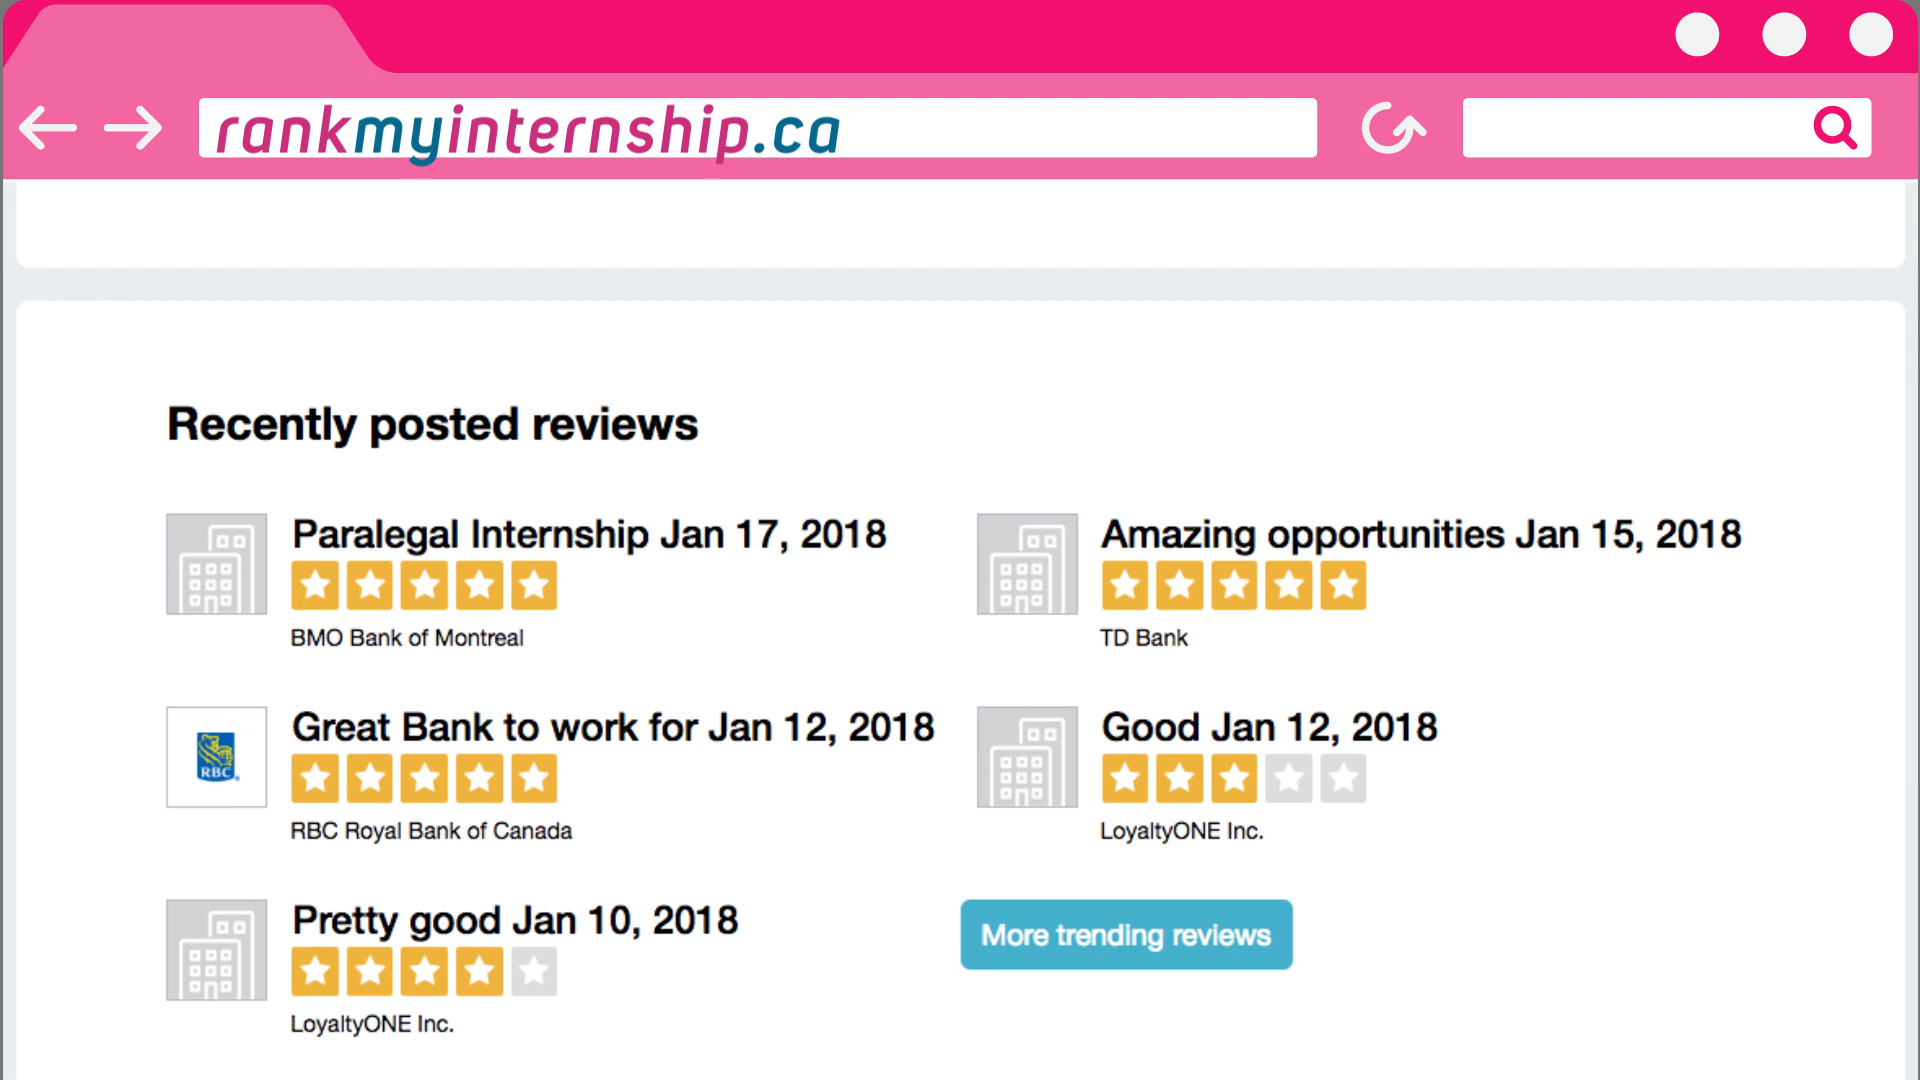 rankmyinternship.ca
Recently posted reviews
Paralegal Internship Jan 17, 2018
BMO Bank of Montreal
Amazing opportunities Jan 15, 2018
TD Bank
RBC
Great Bank to work for Jan 12, 2018
RBC Royal Bank of Canada
Good Jan 12, 2018
LoyaltyONE Inc.
Pretty good Jan 10, 2018
LoyaltyONE Inc.
More trending reviews